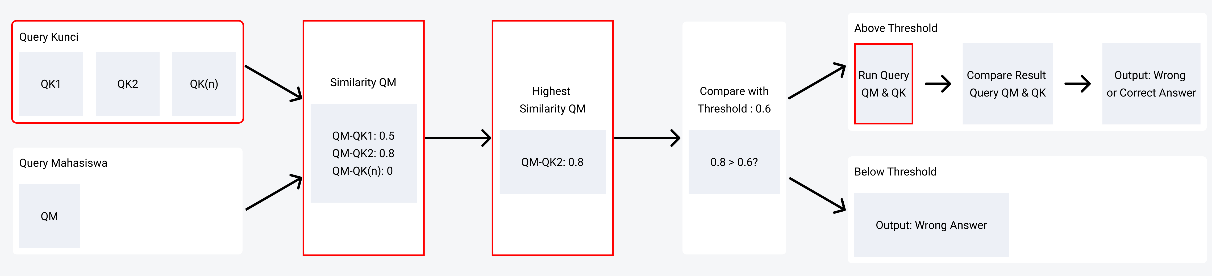 Query Kunci
QK1
QK2
QK(n)
Query Mahasiswa
QM
Similarity QM
QM-QK1: 0.5
QM-QK2: 0.8
QM-QK(n): 0
Highest
Similarity QM
QM-QK2: 0.8
Compare with
Threshold : 0.6
0.8 > 0.6?
Above Threshold
Run Query
QM & QK
Compare Result
Query QM & QK
Output: Wrong
or Correct Answer
Below Threshold
Output: Wrong Answer